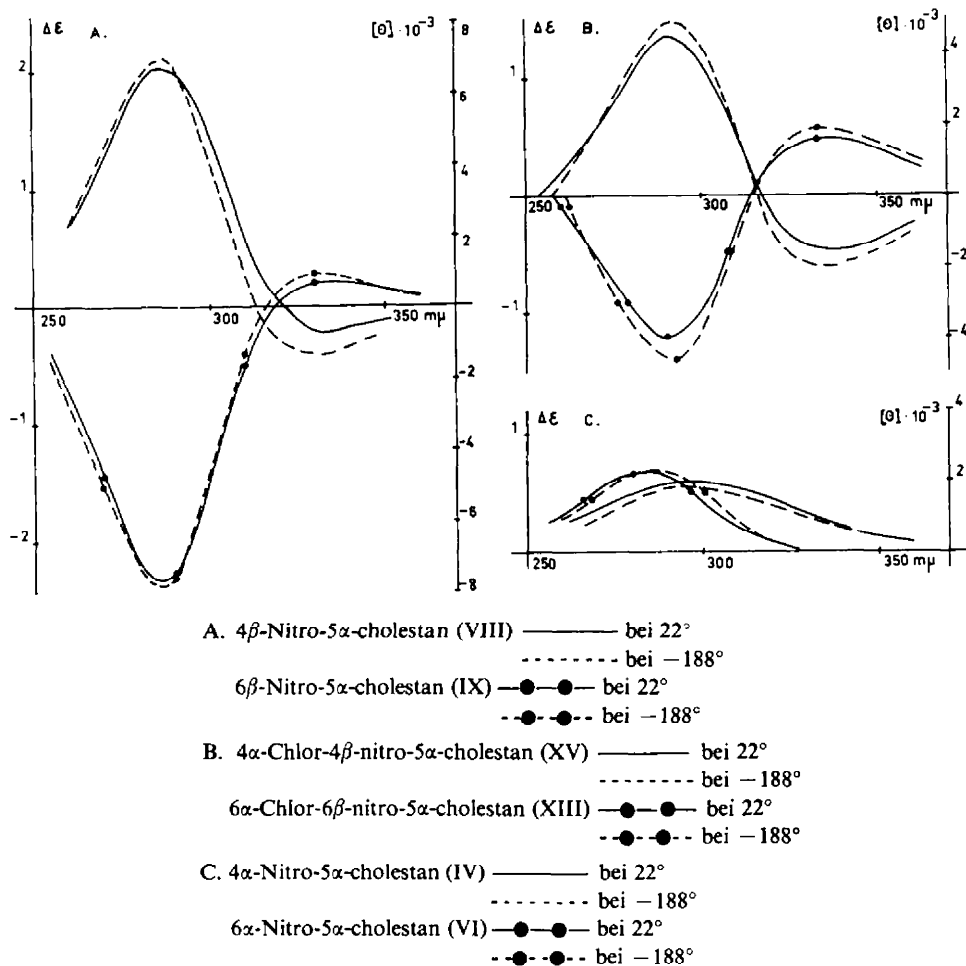 Δε A. [Θ]·10⁻³
8
2
6
1
4
2
250 300 350 mμ
-2
-1
-4
-6
-2
-8
Δε B. [Θ]·10⁻³
4
1
2
250 300 350 mμ
-2
-1
-4
Δε C. [Θ]·10⁻³
4
1
2
250 300 350 mμ
A. 4β-Nitro-5α-cholestan (VIII) bei 22°
bei −188°
6β-Nitro-5α-cholestan (IX) bei 22°
bei −188°
B. 4α-Chlor-4β-nitro-5α-cholestan (XV) bei 22°
bei −188°
6α-Chlor-6β-nitro-5α-cholestan (XIII) bei 22°
bei −188°
C. 4α-Nitro-5α-cholestan (IV) bei 22°
bei −188°
6α-Nitro-5α-cholestan (VI) bei 22°
bei −188°